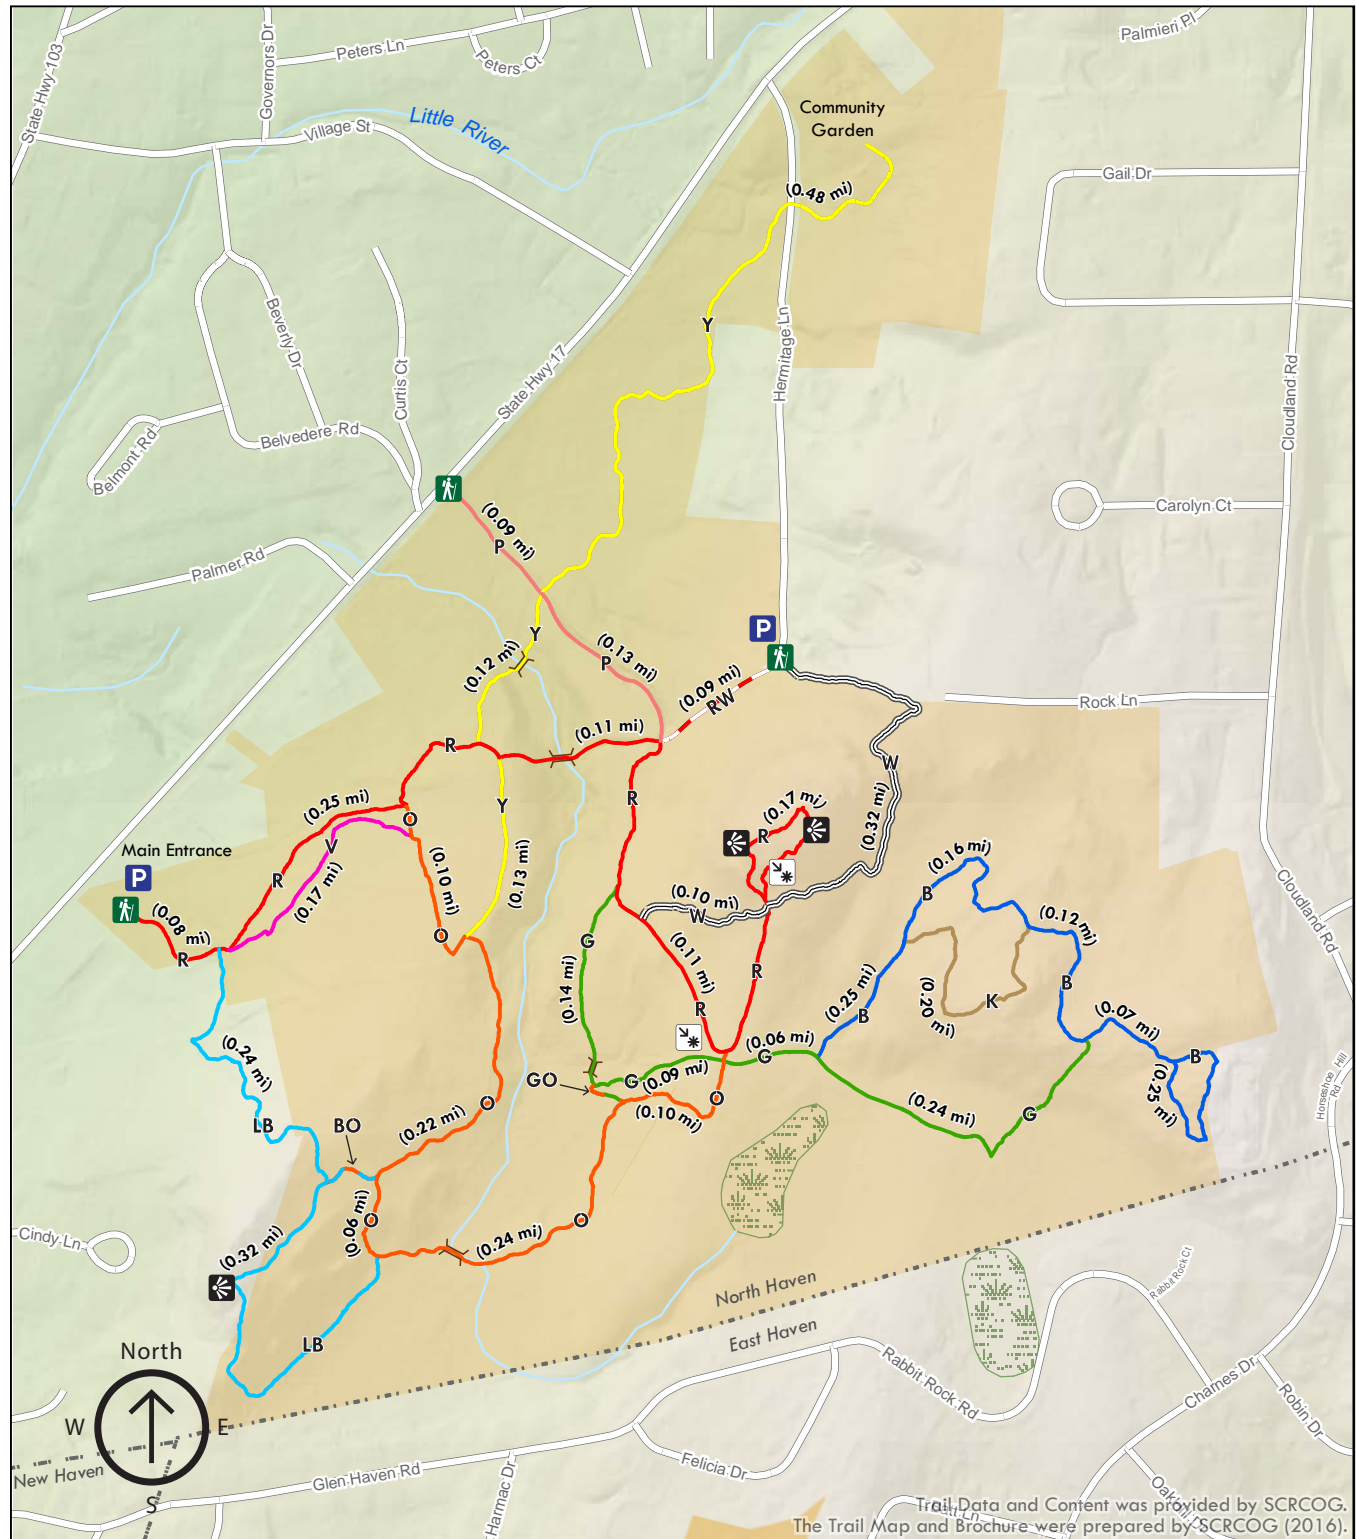 State Hwy 103
Governors Dr
Peters Ln
Peters Ct
Palmieri Pl
Little River
Village St
Community
Garden
(0.48 mi)
Gail Dr
Y
Beverly Dr
Curtis Ct
State Hwy 17
Hermitage Ln
Cloudland Rd
Belmont Rd
Belvedere Rd
Carolyn Ct
(0.09 mi)
P
Palmer Rd
Y
(0.12 mi)
(0.13 mi)
P
P
(0.09 mi)
RW
Rock Ln
(0.11 mi)
R
W
R
Y
(0.25 mi)
O
(0.17 mi)
R
(0.32 mi)
Main Entrance
P
V
R
(0.17 mi)
(0.10 mi)
(0.13 mi)
(0.16 mi)
B
(0.10 mi)
W
(0.08 mi)
R
O
G
(0.11 mi)
R
R
(0.12 mi)
B
Cloudland Rd
(0.14 mi)
(0.25 mi)
B
(0.20 mi)
K
(0.07 mi)
(0.24 mi)
LB
GO
G
(0.09 mi)
(0.06 mi)
G
B
(0.25 mi)
Horseshoe Hill
Rd
O
(0.10 mi)
O
(0.24 mi)
G
BO
(0.22 mi)
(0.06 mi)
O
(0.24 mi)
O
Cindy Ln
(0.32 mi)
LB
North Haven
East Haven
Rabbit Rock Ct
Rabbit Rock Rd
Charnes Dr
Robin Dr
North
W
E
S
New Haven
Glen Haven Rd
Harmac Dr
Felicia Dr
Trail Data and Content was provided by SCRCOG.
The Trail Map and Brochure were prepared by SCRCOG (2016).